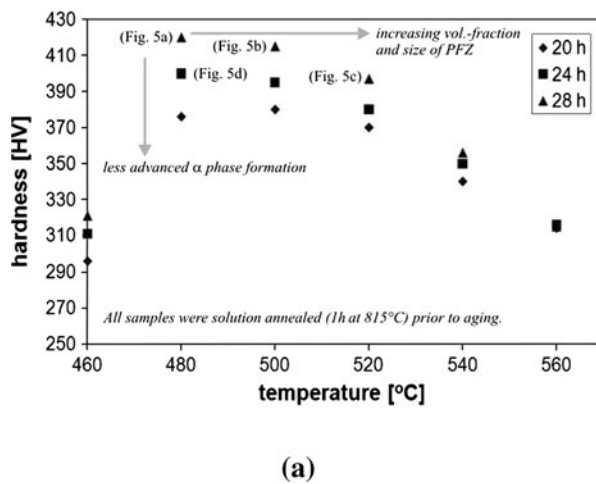 430
410
390
370
350
330
310
290
270
250
hardness [HV]
(Fig. 5a)
(Fig. 5b)
increasing vol.-fraction
and size of PFZ
(Fig. 5d)
(Fig. 5c)
20 h
24 h
28 h
less advanced α phase formation
All samples were solution annealed (1h at 815°C) prior to aging.
460 480 500 520 540 560
temperature [°C]
(a)